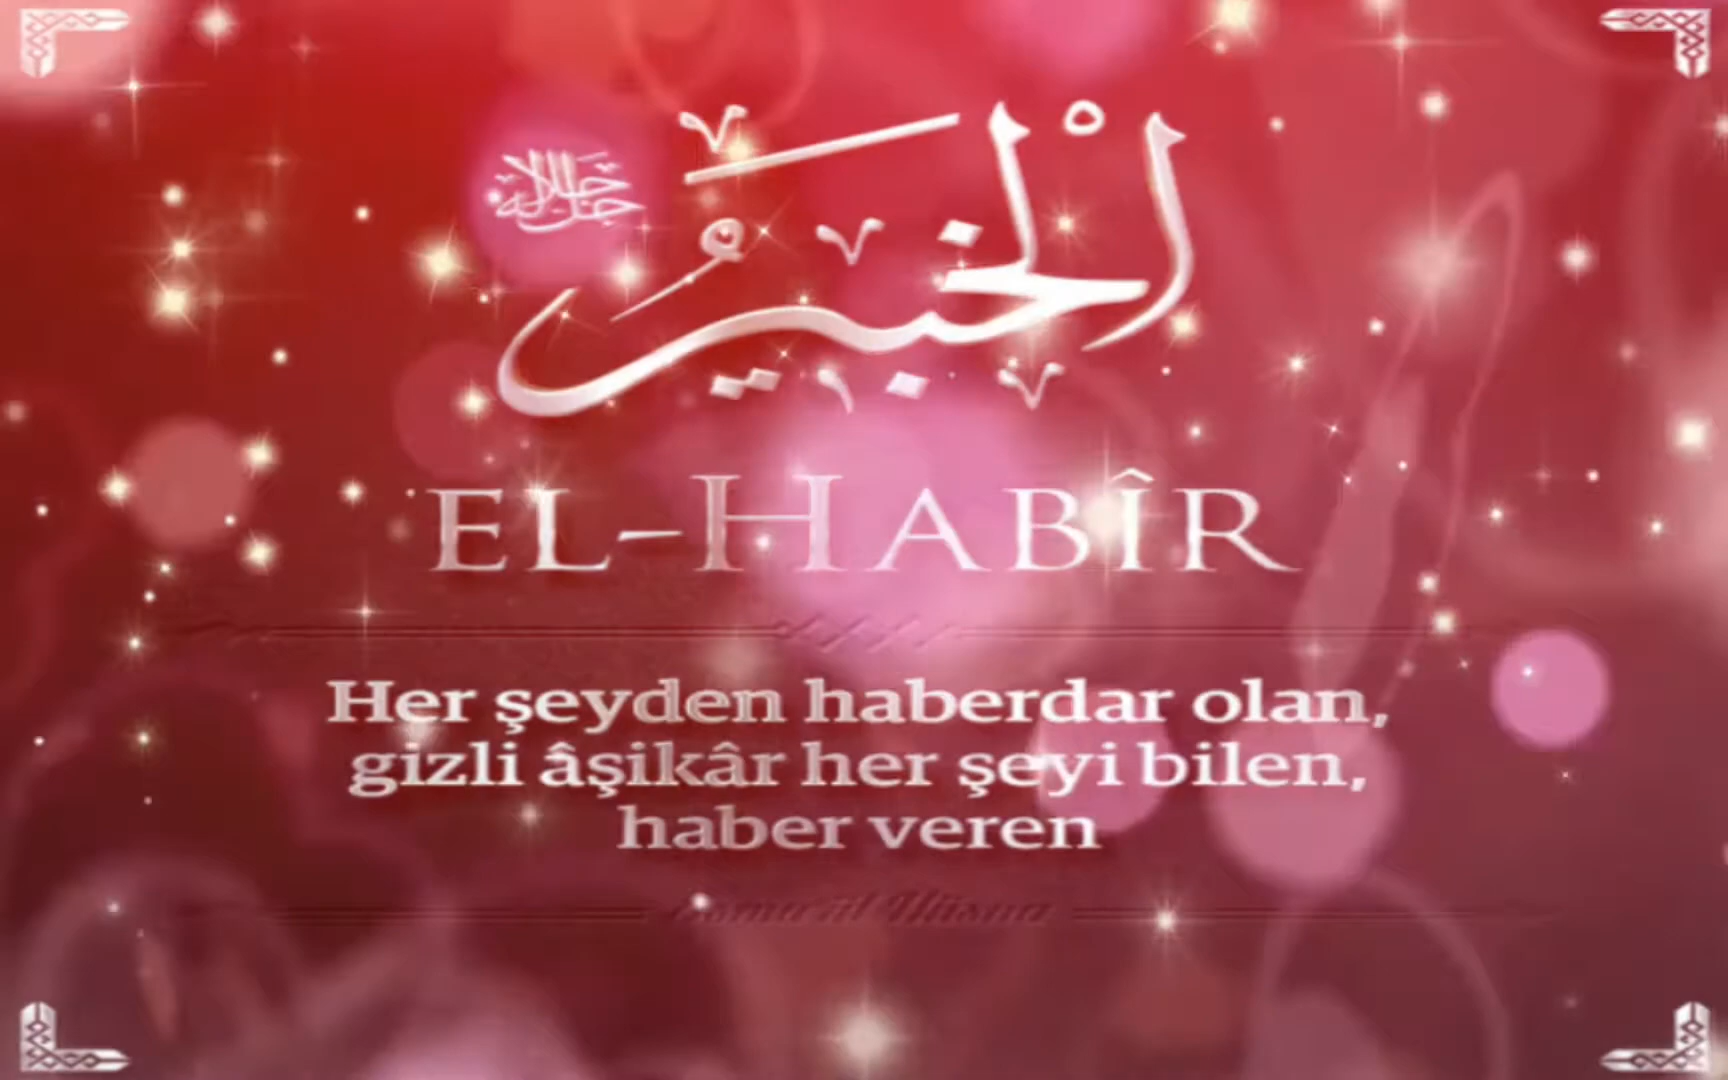 الْخَبِيرُ
جل جلاله
EL-HABÎR
Her şeyden haberdar olan,
gizli âşikâr her şeyi bilen,
haber veren